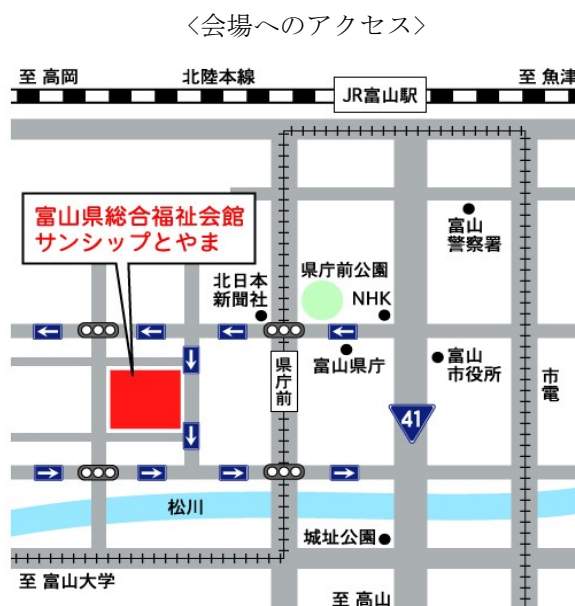 <会場へのアクセス>
至 高岡
北陸本線
JR富山駅
至 魚津
富山県総合福祉会館
サンシップとやま
富山
警察署
北日本
新聞社
県庁前公園
NHK
富山県庁
富山
市役所
県庁前
41
市電
松川
城址公園
至 富山大学
至 高山